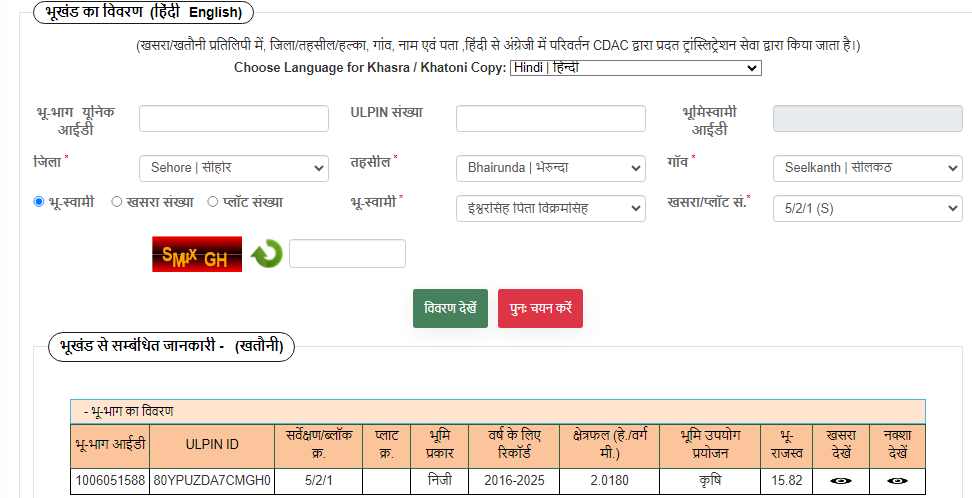 भूखंड का विवरण (हिंदी English)
(खसरा/खतौनी प्रतिलिपी में, जिला/तहसील/हल्का, गांव, नाम एवं पता ,हिंदी से अंग्रेजी में परिवर्तन CDAC द्वारा प्रदत ट्रांस्लिट्रेशन सेवा द्वारा किया जाता है।)
Choose Language for Khasra / Khatoni Copy: Hindi | हिन्दी
भू-भाग यूनिक आईडी
ULPIN संख्या
भूमिस्वामी आईडी
जिला * Sehore | सीहोर तहसील * Bhairunda | भेरुन्दा गाँव * Seelkanth | सीलकठ
भू-स्वामी खसरा संख्या प्लॉट संख्या भू-स्वामी * ईश्वरसिह पिता विक्रमसिह खसरा/प्लॉट सं.* 5/2/1 (S)
SMPX GH
विवरण देखें पुनः चयन करें
भूखंड से सम्बंधित जानकारी - (खतौनी)
- भू-भाग का विवरण
भू-भाग आईडी ULPIN ID सर्वेक्षण/ब्लॉक क्र. प्लाट क्र. भूमि प्रकार वर्ष के लिए रिकॉर्ड क्षेत्रफल (हे./वर्ग मी.) भूमि उपयोग प्रयोजन भू-राजस्व खसरा देखें नक्शा देखें
1006051588 80YPUZDA7CMGH0 5/2/1 निजी 2016-2025 2.0180 कृषि 15.82